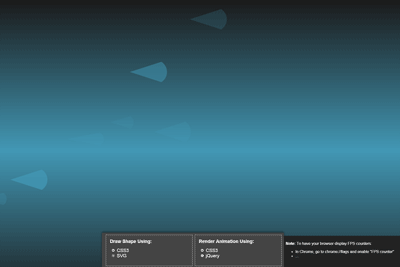 Draw Shape Using:
CSS3
SVG
Render Animation Using:
CSS3
jQuery
Note: To have your browser display FPS counters:
In Chrome, go to chrome://flags and enable "FPS counter"
...